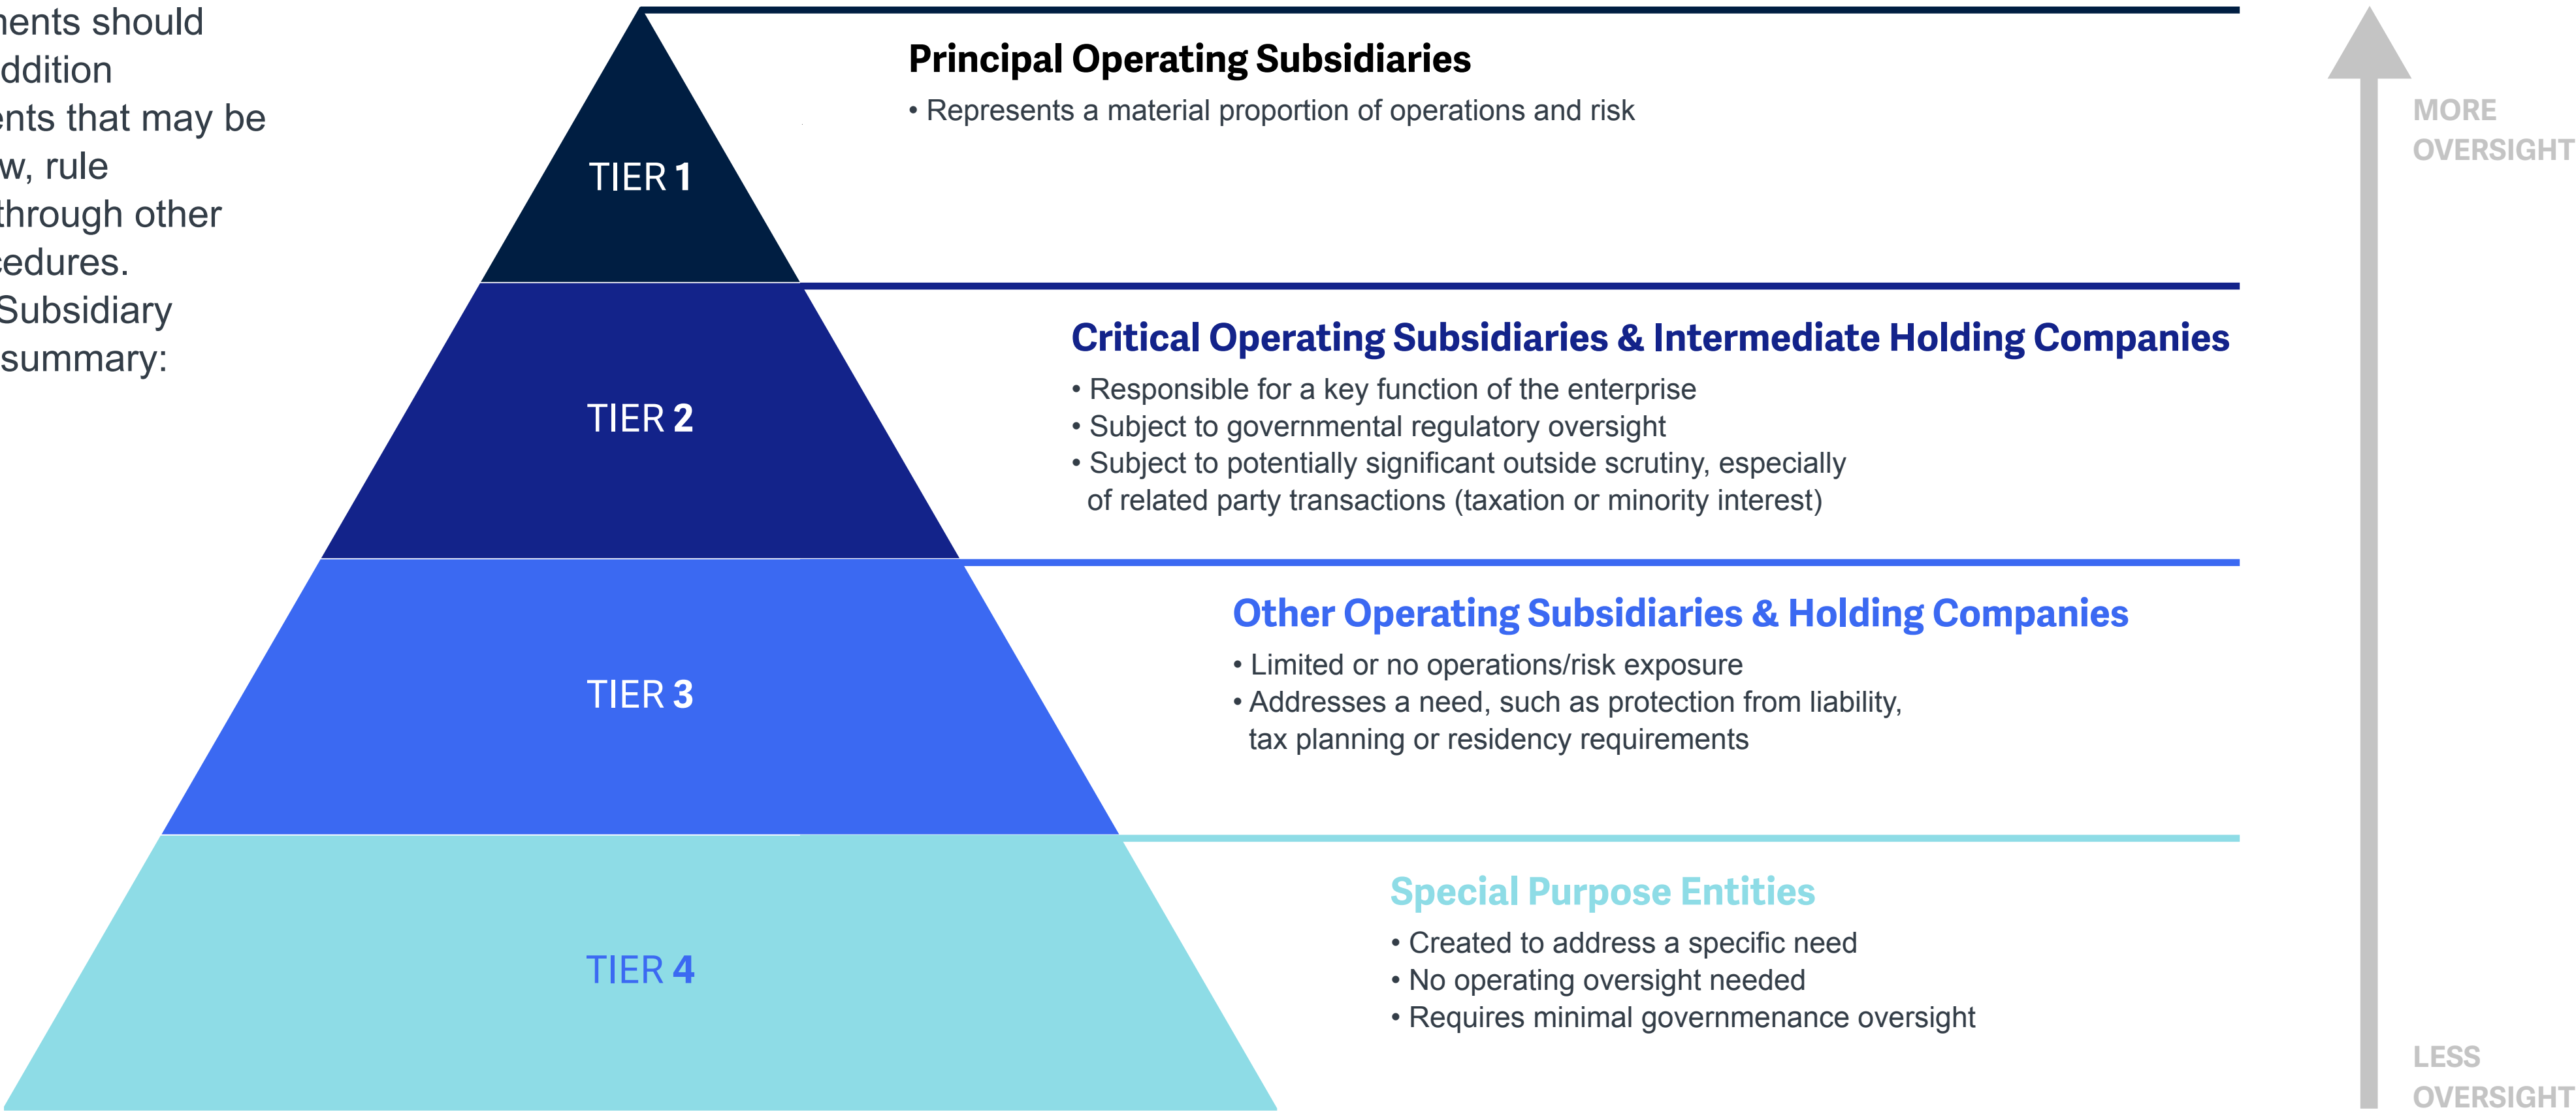 nents should
ddition
ents that may be
w, rule
through other
cedures.
Subsidiary
summary:
TIER 1
Principal Operating Subsidiaries
• Represents a material proportion of operations and risk
TIER 2
Critical Operating Subsidiaries & Intermediate Holding Companies
• Responsible for a key function of the enterprise
• Subject to governmental regulatory oversight
• Subject to potentially significant outside scrutiny, especially
of related party transactions (taxation or minority interest)
TIER 3
Other Operating Subsidiaries & Holding Companies
• Limited or no operations/risk exposure
• Addresses a need, such as protection from liability,
tax planning or residency requirements
TIER 4
Special Purpose Entities
• Created to address a specific need
• No operating oversight needed
• Requires minimal governmenance oversight
MORE
OVERSIGHT
LESS
OVERSIGHT